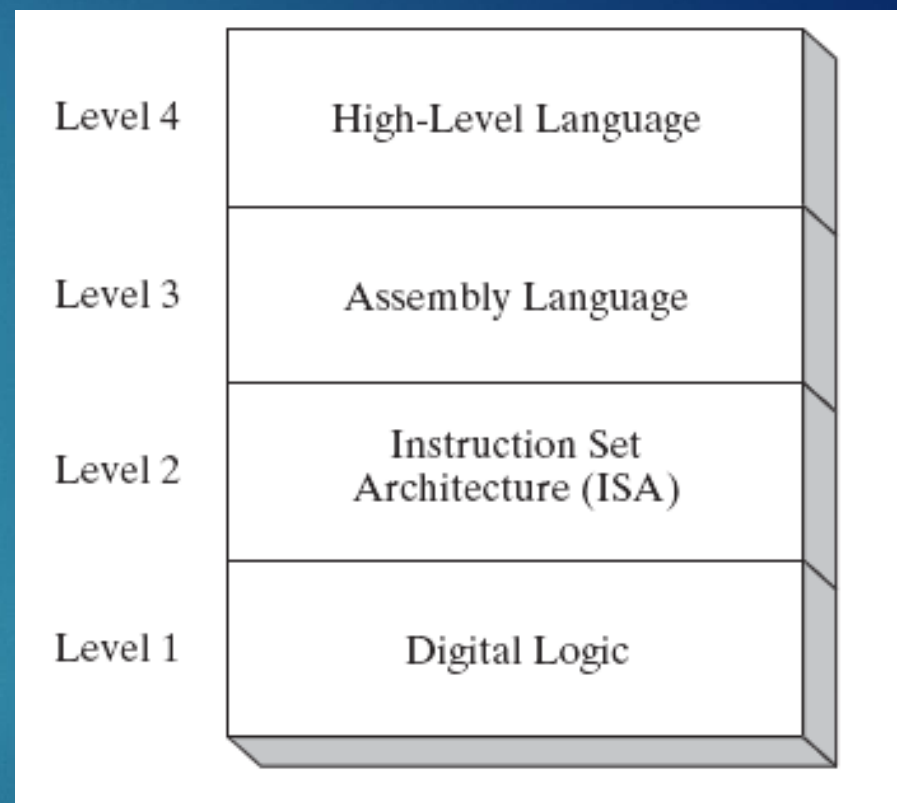 Level 4
High-Level Language
Level 3
Assembly Language
Level 2
Instruction Set
Architecture (ISA)
Level 1
Digital Logic